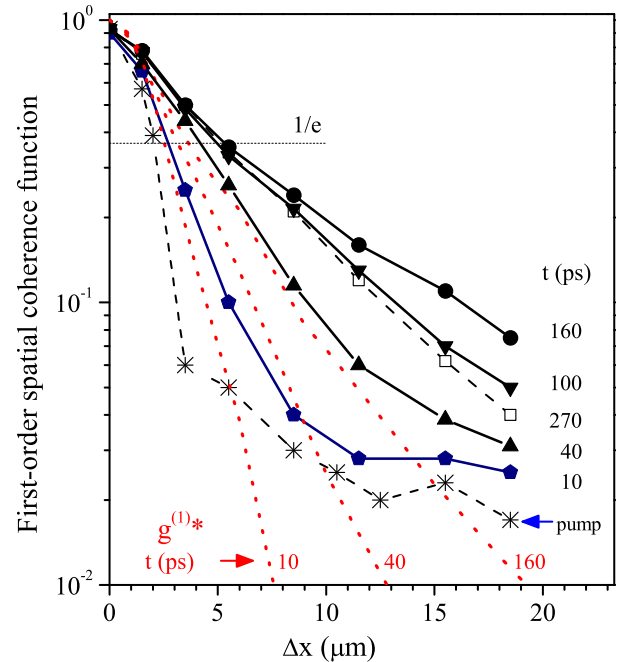 First-order spatial coherence function
10⁰
10⁻¹
10⁻²
1/e
t (ps)
160
100
270
40
10
pump
g⁽¹⁾*
t (ps)
10
40
160
0
5
10
15
20
Δx (μm)